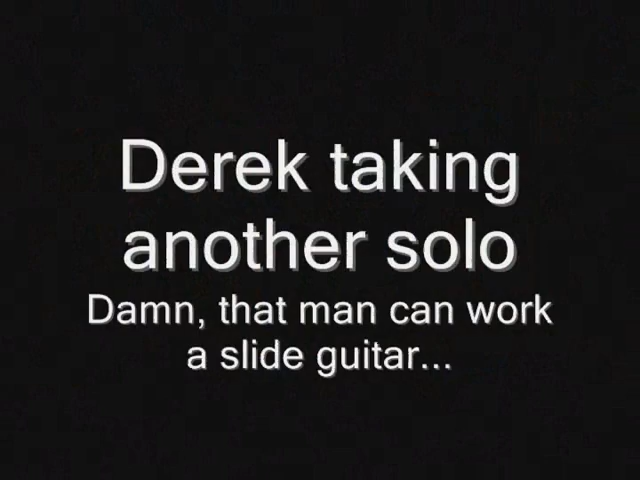 Derek taking
another solo
Damn, that man can work
a slide guitar...